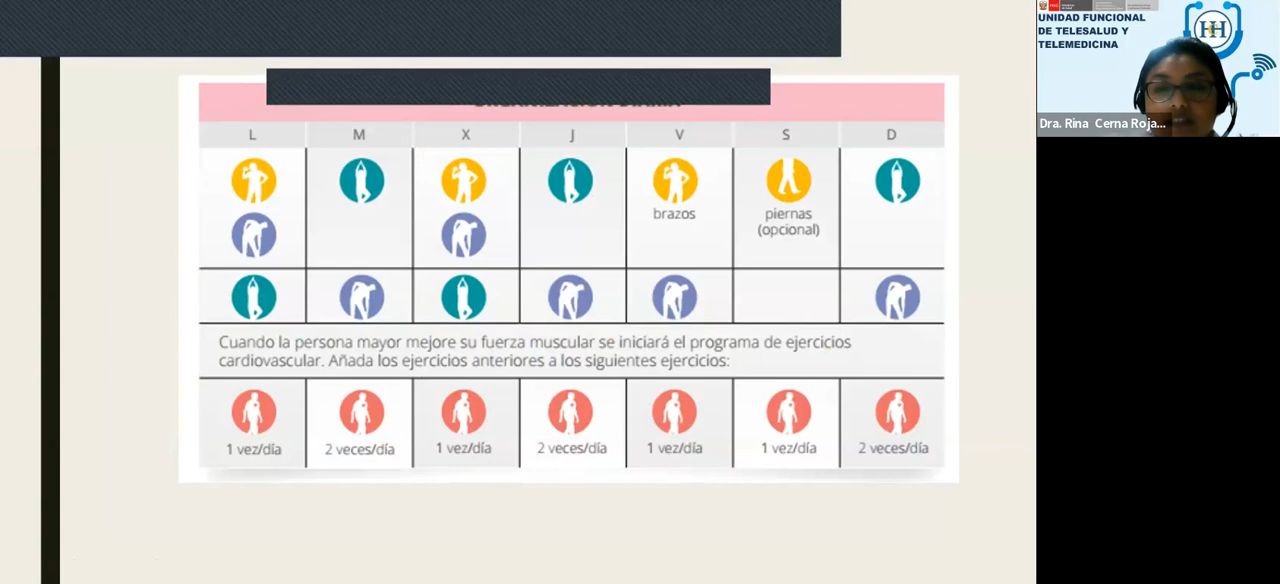 UNIDAD FUNCIONAL
DE TELESALUD Y
TELEMEDICINA
Dra. Rina Cerna Roja...
L M X J V S D
brazos
piernas
(opcional)
Cuando la persona mayor mejore su fuerza muscular se iniciará el programa de ejercicios
cardiovascular. Añada los ejercicios anteriores a los siguientes ejercicios:
1 vez/día 2 veces/día 1 vez/día 2 veces/día 1 vez/día 1 vez/día 2 veces/día